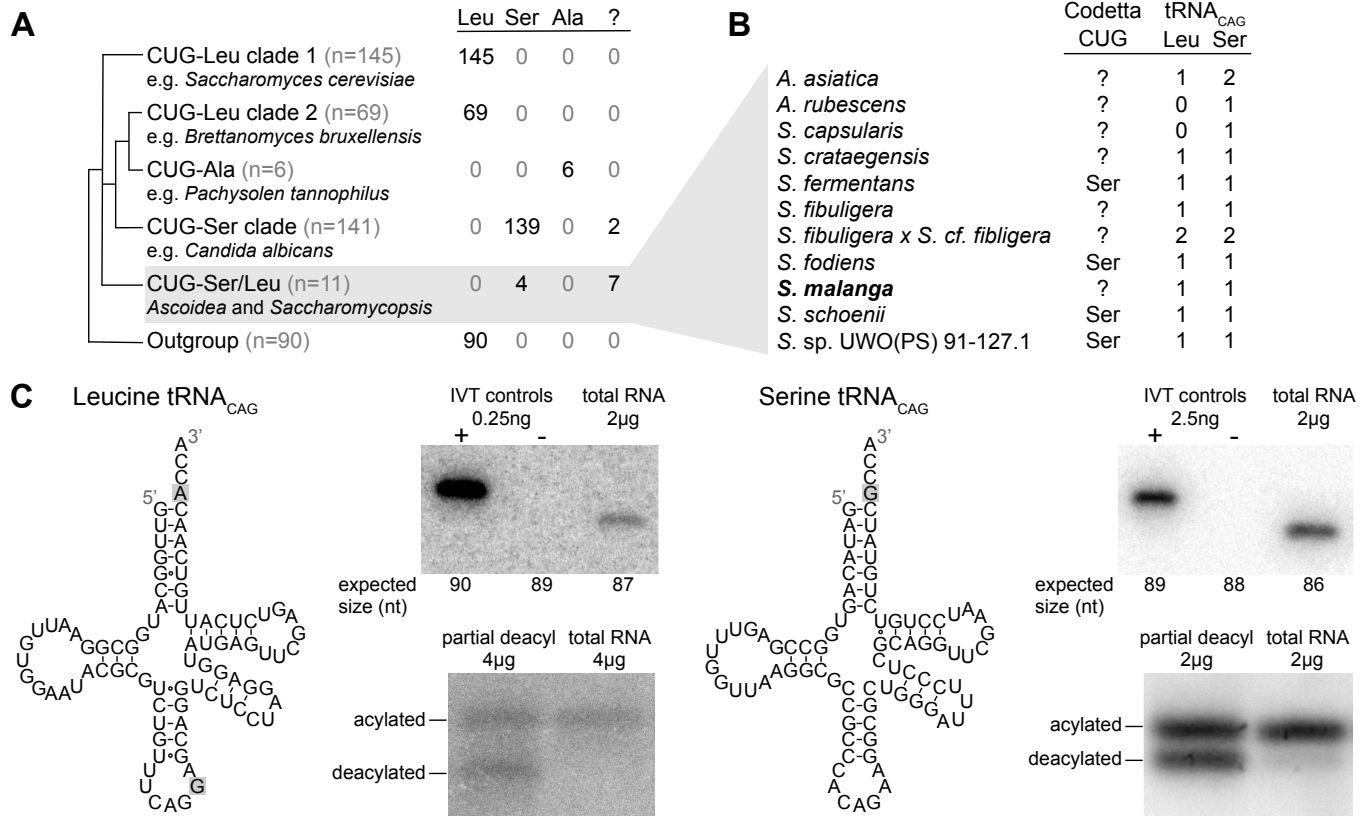 A
Leu Ser Ala ?
CUG-Leu clade 1 (n=145) 145 0 0 0
e.g. Saccharomyces cerevisiae
CUG-Leu clade 2 (n=69) 69 0 0 0
e.g. Brettanomyces bruxellensis
CUG-Ala (n=6) 0 0 6 0
e.g. Pachysolen tannophilus
CUG-Ser clade (n=141) 0 139 0 2
e.g. Candida albicans
CUG-Ser/Leu (n=11) 0 4 0 7
Ascoidea and Saccharomycopsis
Outgroup (n=90) 90 0 0 0
B
Codetta tRNACAG
CUG Leu Ser
A. asiatica ? 1 2
A. rubescens ? 0 1
S. capsularis ? 0 1
S. crataegensis ? 1 1
S. fermentans Ser 1 1
S. fibuligera ? 1 1
S. fibuligera x S. cf. fibligera ? 2 2
S. fodiens Ser 1 1
S. malanga ? 1 1
S. schoenii Ser 1 1
S. sp. UWO(PS) 91-127.1 Ser 1 1
C
Leucine tRNACAG
3’
5’
IVT controls total RNA
0.25ng 2µg
+ -
expected 90 89 87
size (nt)
partial deacyl total RNA
4µg 4µg
acylated
deacylated
Serine tRNACAG
3’
5’
IVT controls total RNA
2.5ng 2µg
+ -
expected 89 88 86
size (nt)
partial deacyl total RNA
2µg 2µg
acylated
deacylated